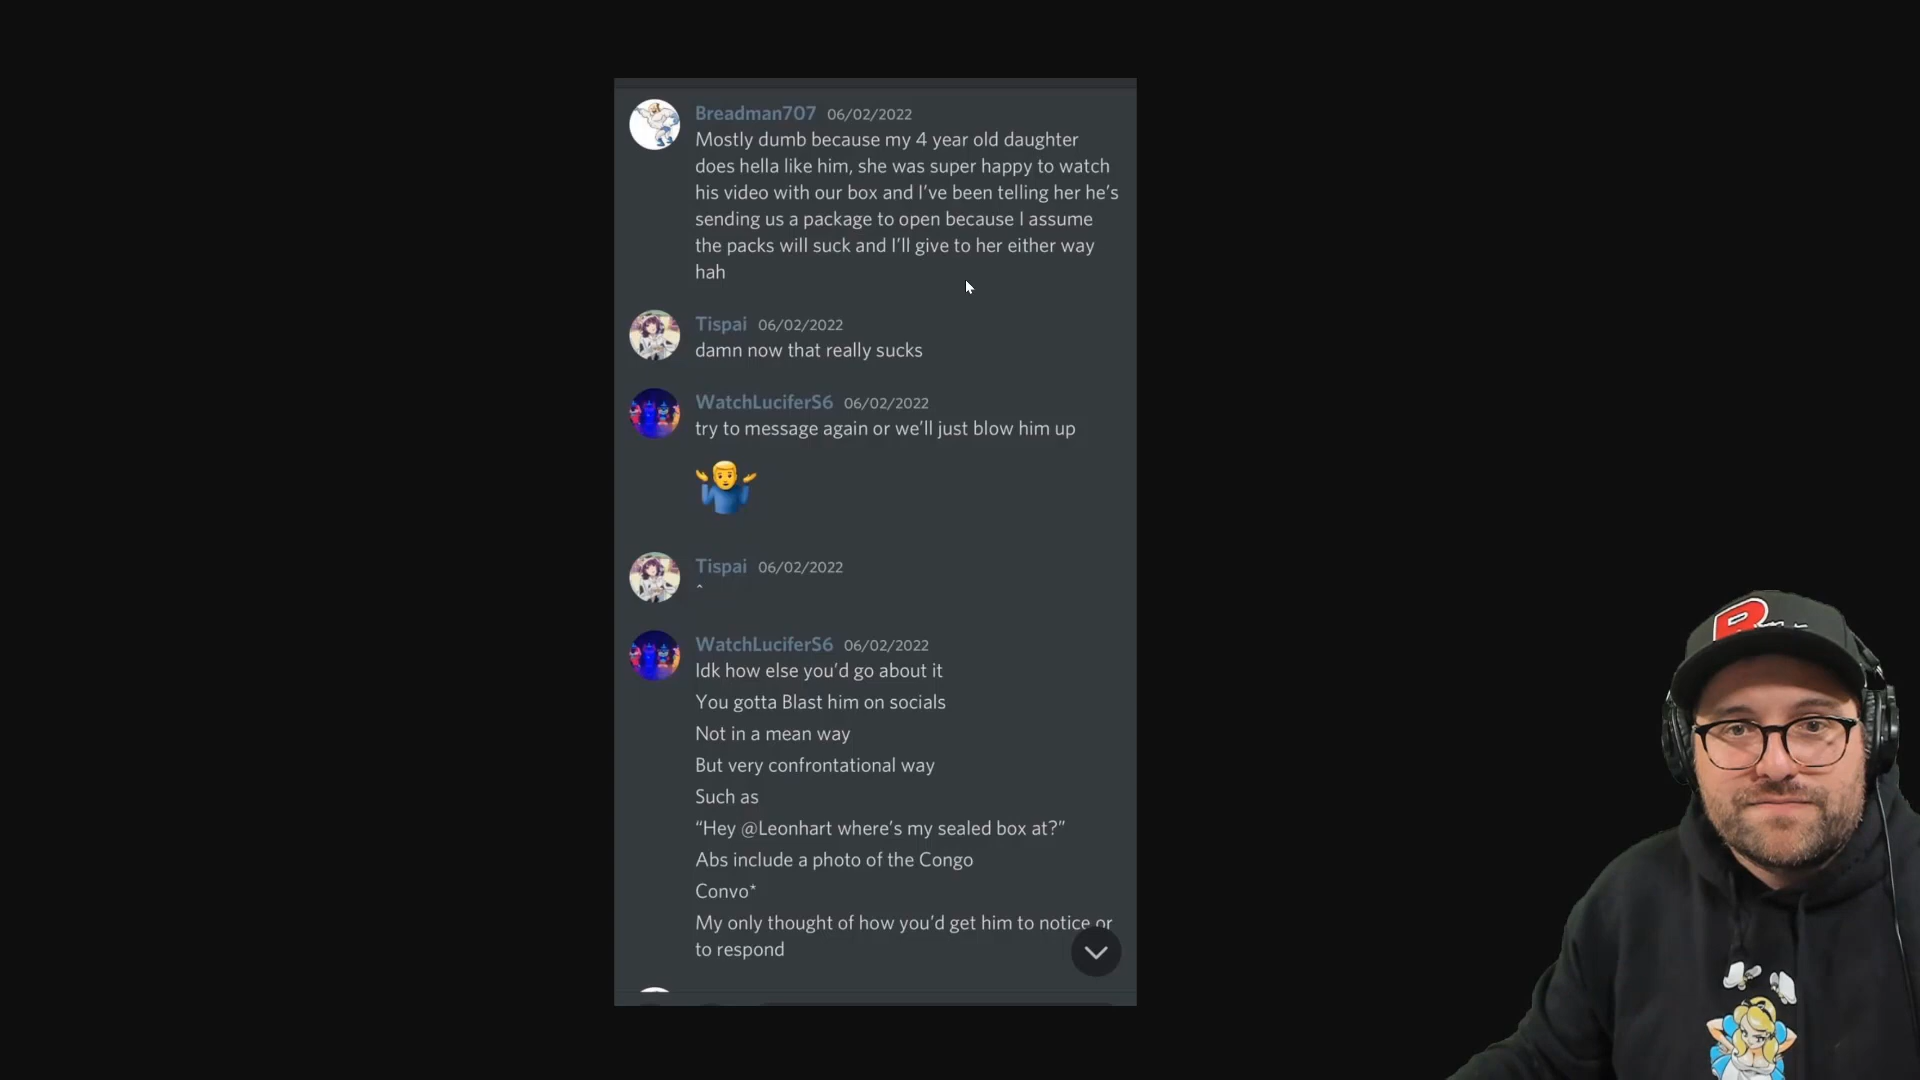 Breadman707 06/02/2022
Mostly dumb because my 4 year old daughter
does hella like him, she was super happy to watch
his video with our box and I've been telling her he's
sending us a package to open because I assume
the packs will suck and I'll give to her either way
hah
Tispai 06/02/2022
damn now that really sucks
WatchLuciferS6 06/02/2022
try to message again or we'll just blow him up
Tispai 06/02/2022
^
WatchLuciferS6 06/02/2022
Idk how else you'd go about it
You gotta Blast him on socials
Not in a mean way
But very confrontational way
Such as
“Hey @Leonhart where's my sealed box at?”
Abs include a photo of the Congo
Convo*
My only thought of how you'd get him to notice or
to respond